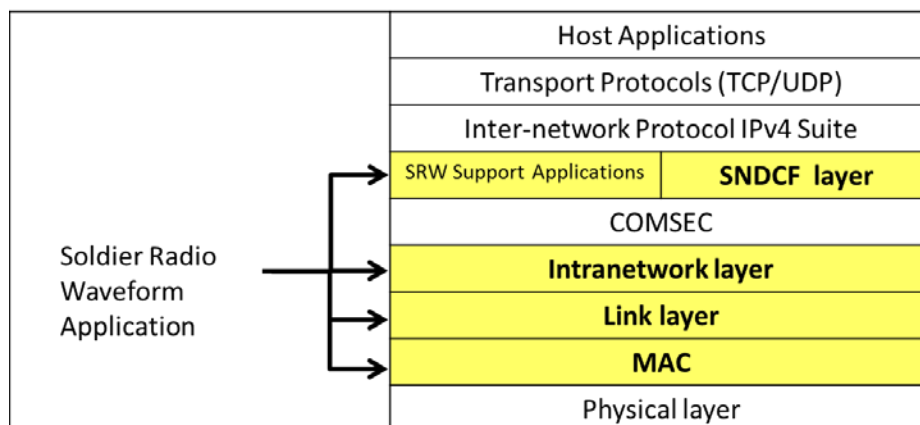 Host Applications
Transport Protocols (TCP/UDP)
Inter-network Protocol IPv4 Suite
SRW Support Applications
SNDCF layer
COMSEC
Soldier Radio
Waveform
Application
Intranetwork layer
Link layer
MAC
Physical layer